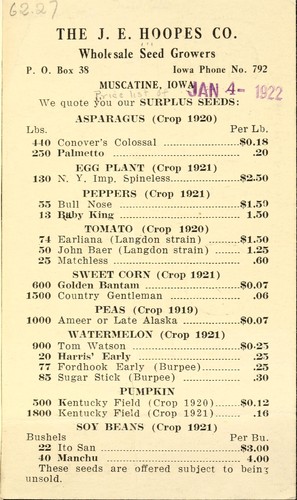 62.27
THE J. E. HOOPES CO.
Wholesale Seed Growers
P. O. Box 38 Iowa Phone No. 792
MUSCATINE, IOWA
Price list of
JAN 4- 1922
We quote you our SURPLUS SEEDS:
ASPARAGUS (Crop 1920)
Lbs. Per Lb.
440 Conover's Colossal $0.18
250 Palmetto .20
EGG PLANT (Crop 1921)
130 N. Y. Imp. Spineless $2.50
PEPPERS (Crop 1921)
55 Bull Nose $1.50
13 Ruby King 1.50
TOMATO (Crop 1920)
74 Earliana (Langdon strain) $1.50
50 John Baer (Langdon strain) 1.25
25 Matchless .60
SWEET CORN (Crop 1921)
600 Golden Bantam $0.07
1500 Country Gentleman .06
PEAS (Crop 1919)
1000 Ameer or Late Alaska $0.07
WATERMELON (Crop 1921)
900 Tom Watson $0.25
20 Harris' Early .25
77 Fordhook Early (Burpee) .25
85 Sugar Stick (Burpee) .30
PUMPKIN
500 Kentucky Field (Crop 1920) $0.12
1800 Kentucky Field (Crop 1921) .16
SOY BEANS (Crop 1921)
Bushels Per Bu.
22 Ito San $3.00
40 Manchu 4.00
These seeds are offered subject to being
unsold.